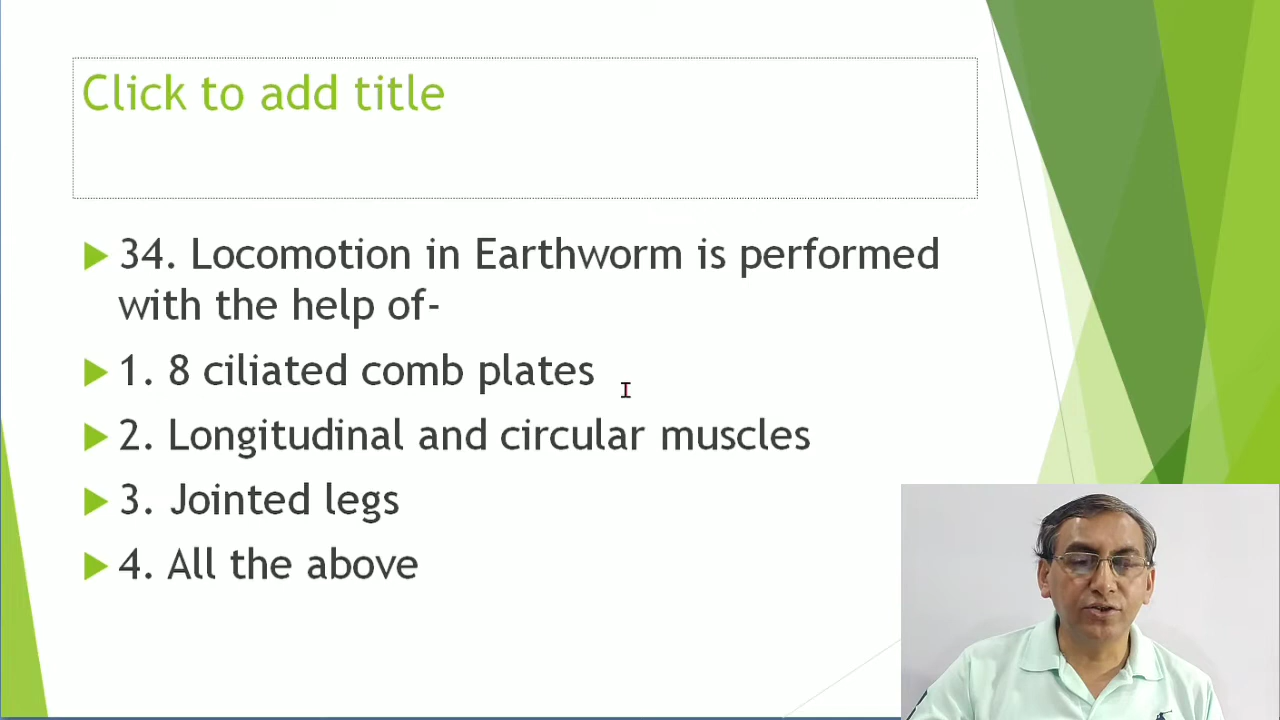 Click to add title
34. Locomotion in Earthworm is performed
with the help of-
1. 8 ciliated comb plates
2. Longitudinal and circular muscles
3. Jointed legs
4. All the above